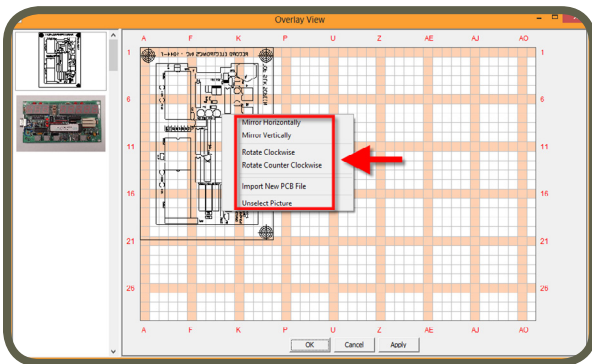 Overlay View
A F K P U Z AE AJ AO
1 1
6 6
Mirror Horizontally
Mirror Vertically
11 11
Rotate Clockwise
Rotate Counter Clockwise
16 16
Import New PCB File
Unselect Picture
21 21
26 26
A F K P U Z AE AJ AO
OK Cancel Apply